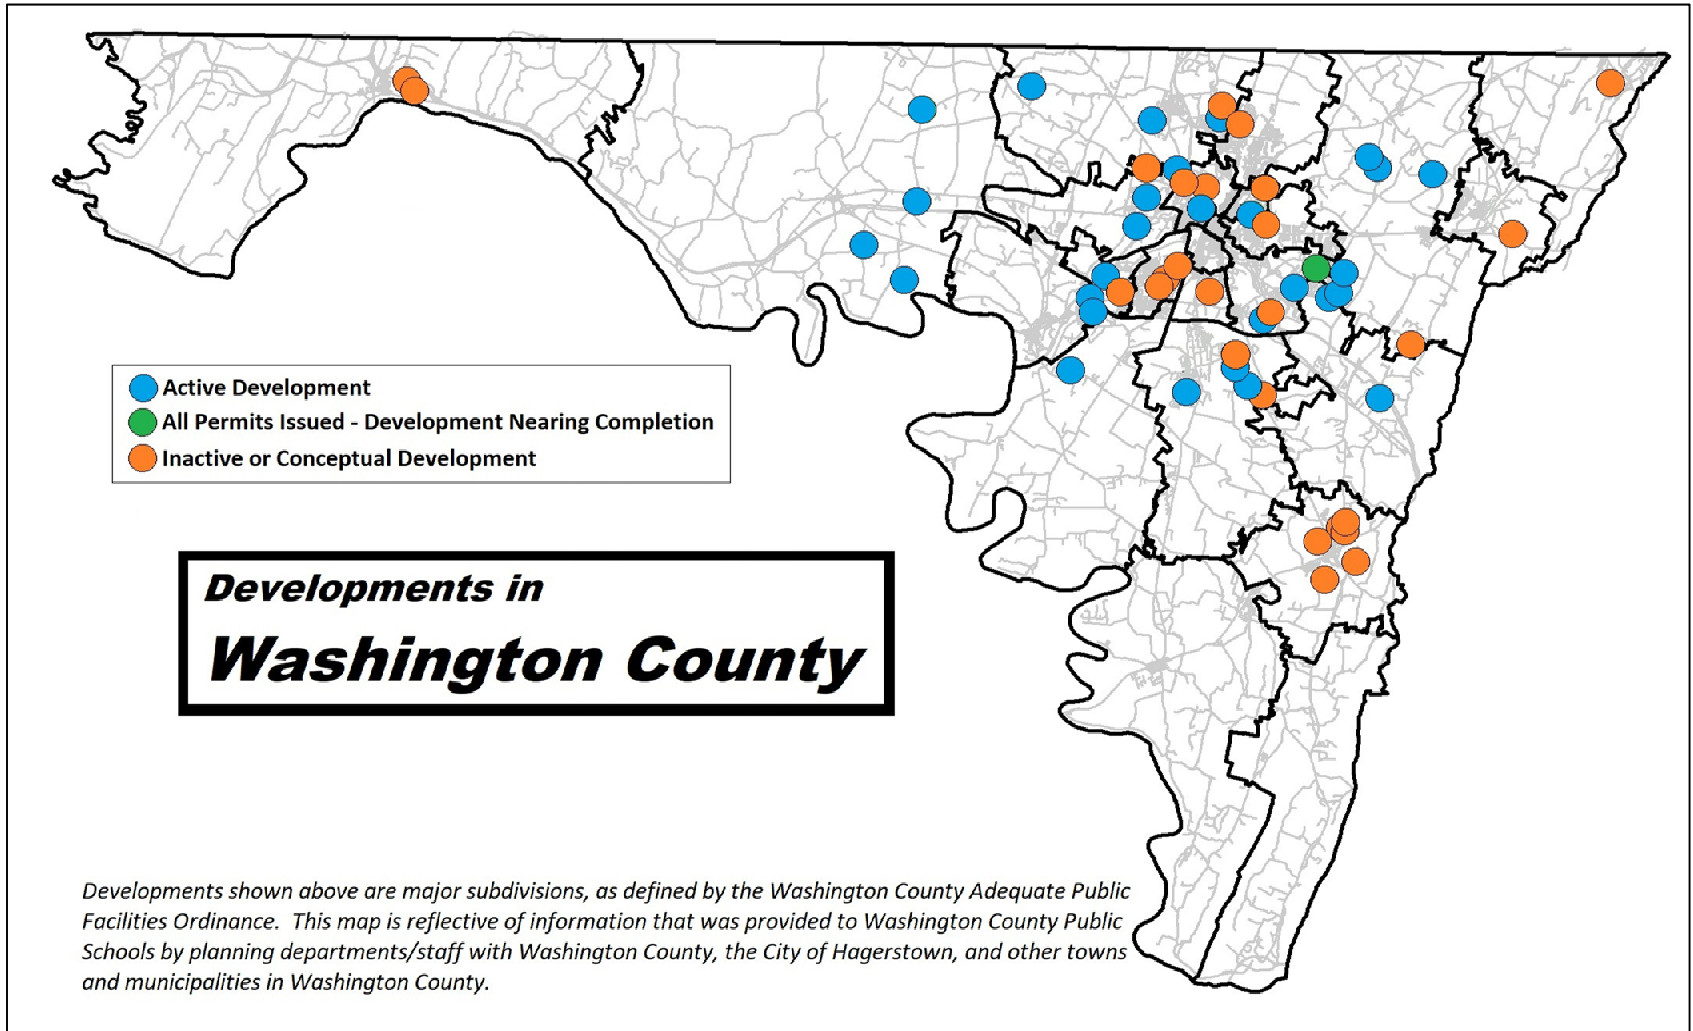 Active Development
All Permits Issued - Development Nearing Completion
Inactive or Conceptual Development
Developments in
Washington County
Developments shown above are major subdivisions, as defined by the Washington County Adequate Public
Facilities Ordinance.  This map is reflective of information that was provided to Washington County Public
Schools by planning departments/staff with Washington County, the City of Hagerstown, and other towns
and municipalities in Washington County.